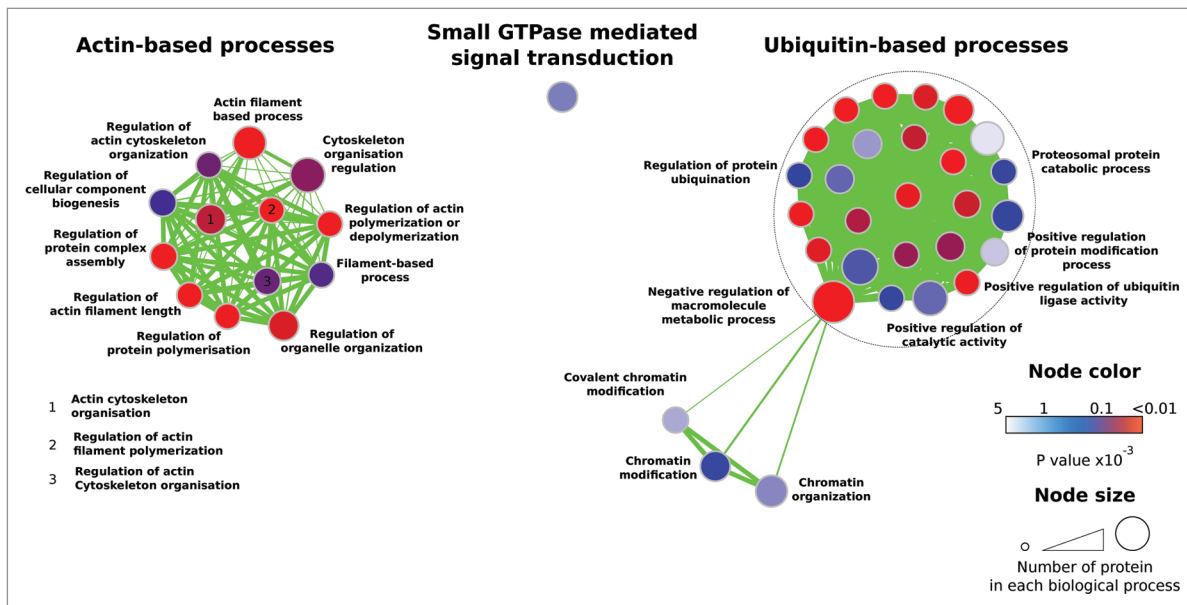 Actin-based processes
Small GTPase mediated
signal transduction
Ubiquitin-based processes
Actin filament
based process
Regulation of
actin cytoskeleton
organization
Cytoskeleton
organisation
regulation
Regulation of
cellular component
biogenesis
1
2
3
Regulation of actin
polymerization or
depolymerization
Regulation of
protein complex
assembly
Filament-based
process
Regulation of
actin filament length
Regulation of
protein polymerisation
Regulation of
organelle organization
1 Actin cytoskeleton
organisation
2 Regulation of actin
filament polymerization
3 Regulation of actin
Cytoskeleton organisation
Regulation of protein
ubiquination
Proteosomal protein
catabolic process
Positive regulation
of protein modification
process
Positive regulation of ubiquitin
ligase activity
Negative regulation of
macromolecule
metabolic process
Positive regulation of
catalytic activity
Covalent chromatin
modification
Chromatin
modification
Chromatin
organization
Node color
5 1 0.1 <0.01
P value x10-3
Node size
Number of protein
in each biological process